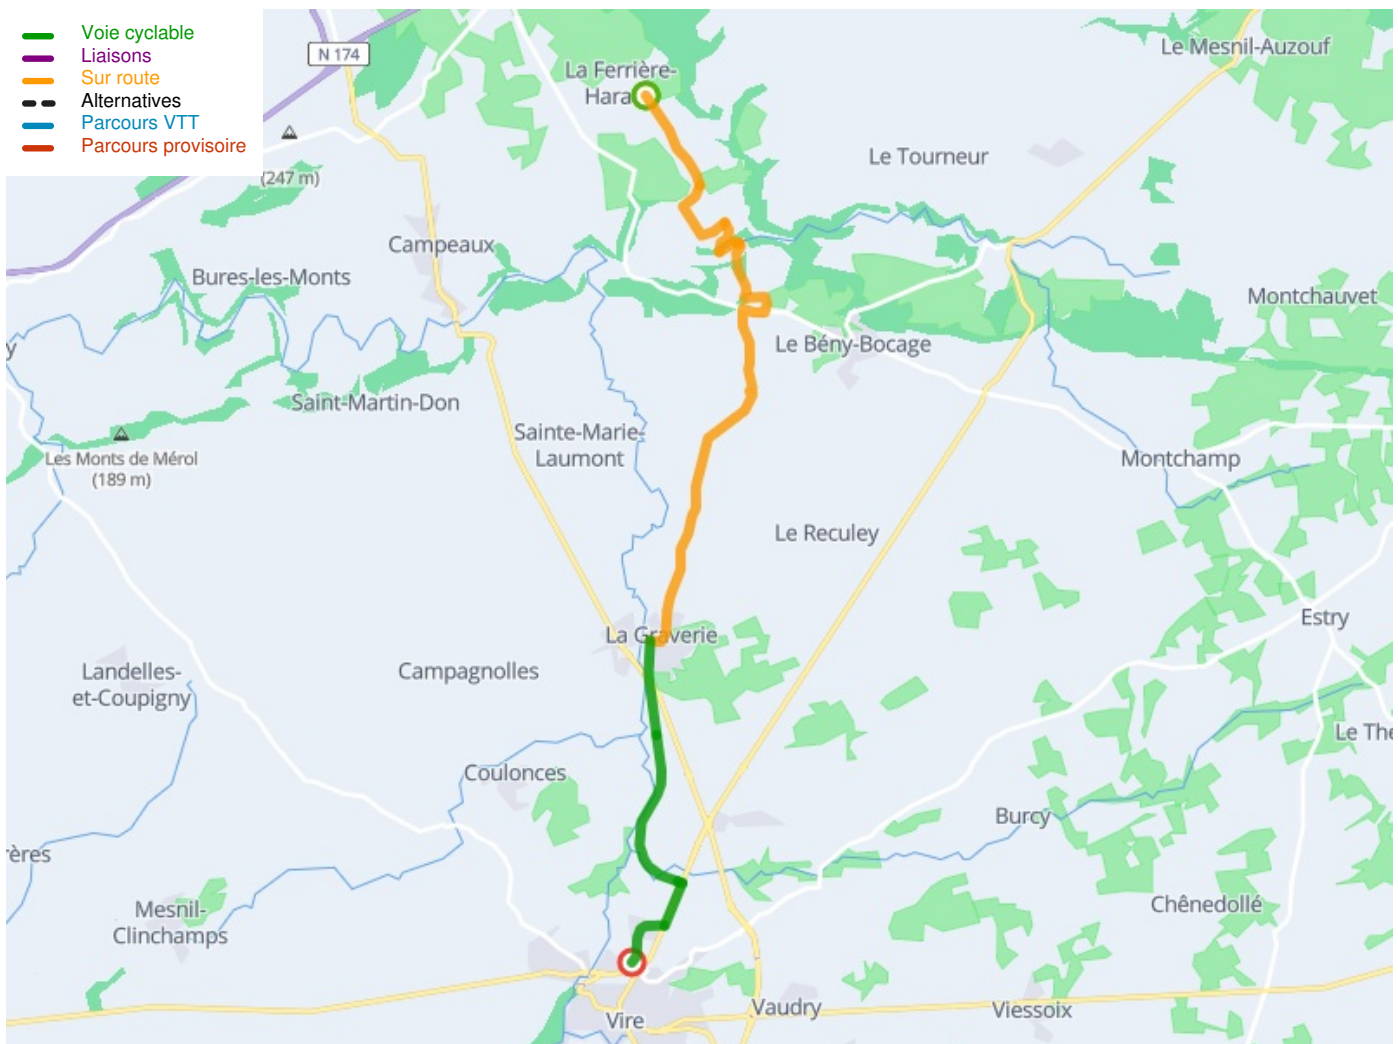 Voie cyclable
Liaisons
Sur route
Alternatives
Parcours VTT
Parcours provisoire
N 174
Le Mesnil-Auzouf
La Ferrière-
Hara
Le Tourneur
(247 m)
Campeaux
Bures-les-Monts
Montchauvet
Le Bény-Bocage
y
Saint-Martin-Don
Sainte-Marie-
Laumont
Les Monts de Mérol
(189 m)
Montchamp
Le Reculey
Estry
La Graverie
Landelles-
et-Coupigny
Campagnolles
Le The
Coulonces
Burcy
rères
Mesnil-
Clinchamps
Chênedollé
Vaudry
Viessoix
Vire